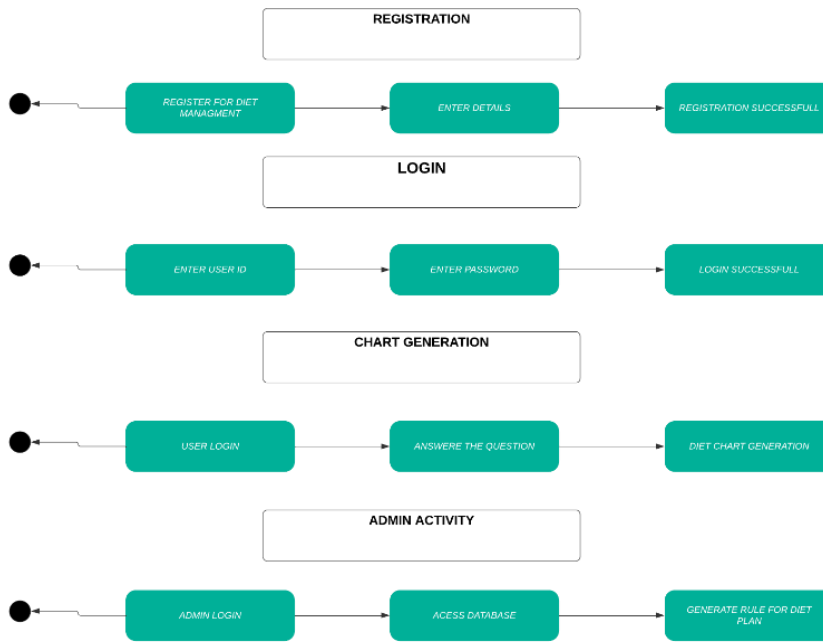 REGISTRATION
REGISTER FOR DIET
MANAGMENT
ENTER DETAILS
REGISTRATION SUCCESSFULL
LOGIN
ENTER USER ID
ENTER PASSWORD
LOGIN SUCCESSFULL
CHART GENERATION
USER LOGIN
ANSWERE THE QUESTION
DIET CHART GENERATION
ADMIN ACTIVITY
ADMIN LOGIN
ACESS DATABASE
GENERATE RULE FOR DIET
PLAN